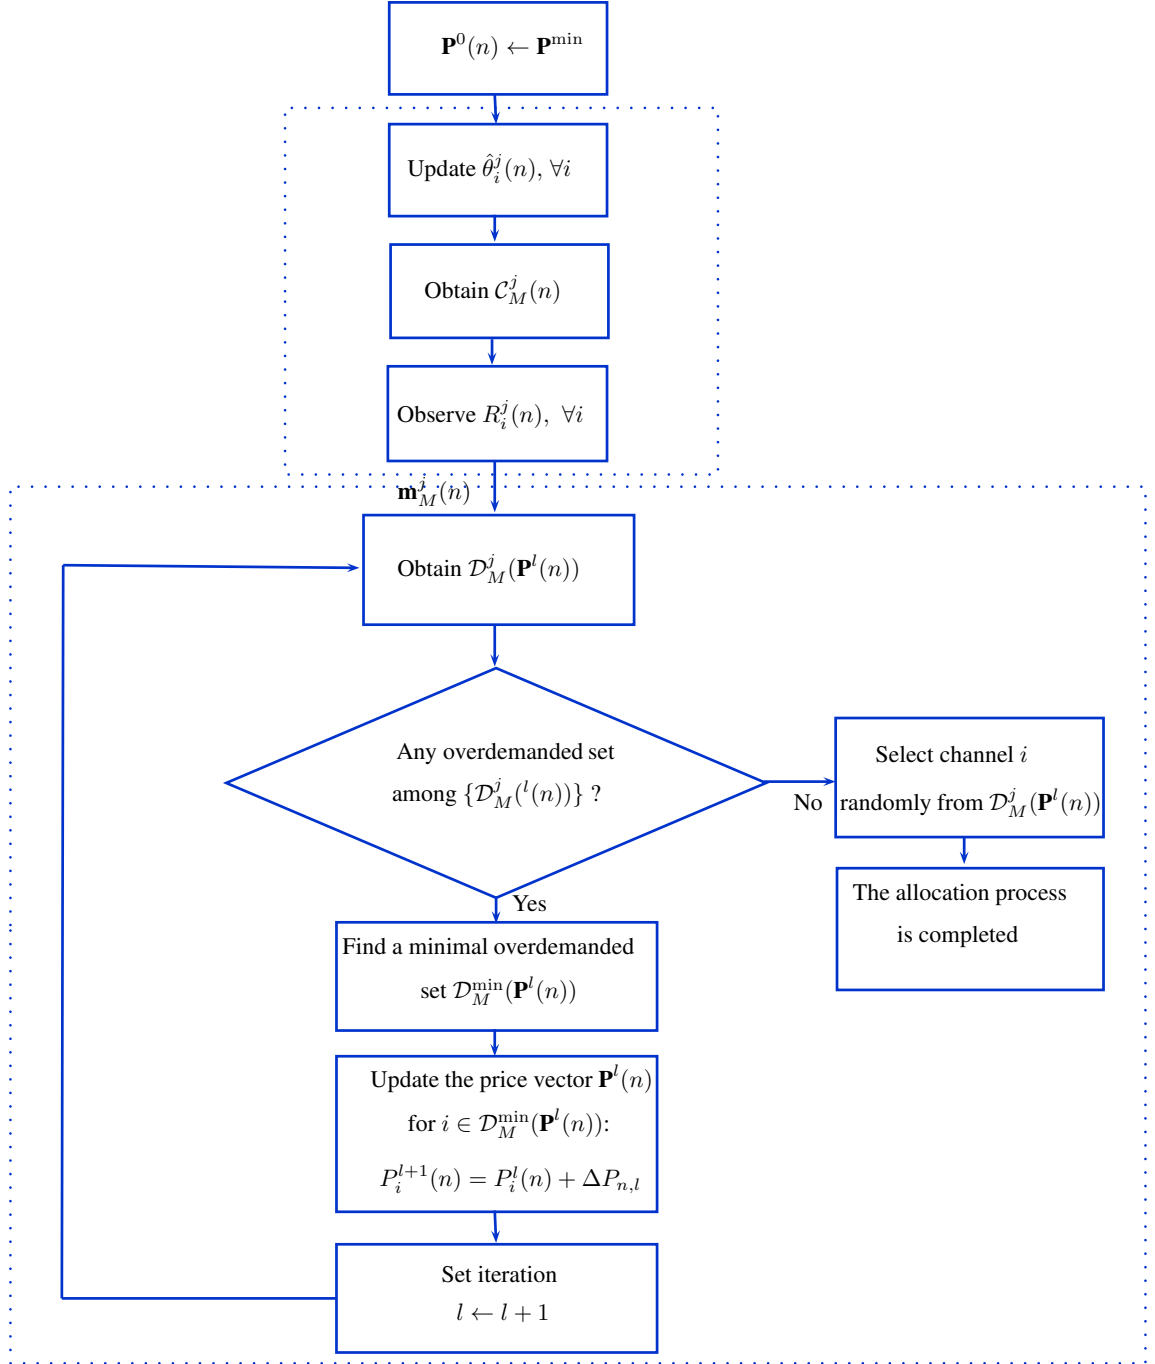 𝐏⁰(n) ← 𝐏^min
Update θ̂_i^j(n), ∀i
Obtain 𝒞_M^j(n)
Observe R_i^j(n), ∀i
𝐦_M^j(n)
Obtain 𝒟_M^j(𝐏^l(n))
Any overdemanded set
among {𝒟_M^j(^l(n))} ?
No
Select channel i
randomly from 𝒟_M^j(𝐏^l(n))
The allocation process
is completed
Yes
Find a minimal overdemanded
set 𝒟_M^min(𝐏^l(n))
Update the price vector 𝐏^l(n)
for i ∈ 𝒟_M^min(𝐏^l(n)):
P_i^{l+1}(n) = P_i^l(n) + ΔP_{n,l}
Set iteration
l ← l + 1